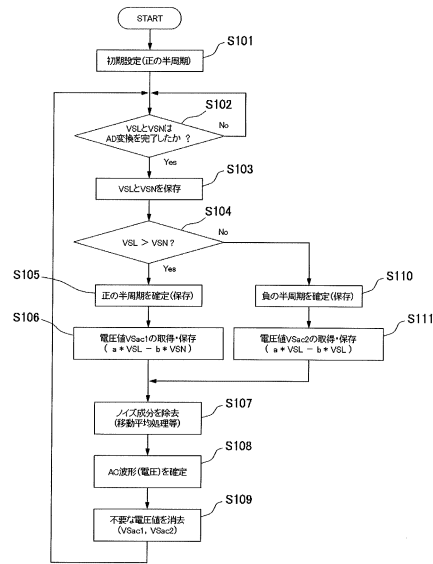 START
S101
初期設定(正の半周期)
S102
VSLとVSNは
AD変換を完了したか ?
No
Yes
S103
VSLとVSNを保存
S104
VSL > VSN ?
No
Yes
S105
正の半周期を確定(保存)
S110
負の半周期を確定(保存)
S106
電圧値VSac1の取得・保存
( a * VSL - b * VSN )
S111
電圧値VSac2の取得・保存
( a * VSL - b * VSL )
S107
ノイズ成分を除去
(移動平均処理等)
S108
AC波形(電圧)を確定
S109
不要な電圧値を消去
(VSac1, VSac2)